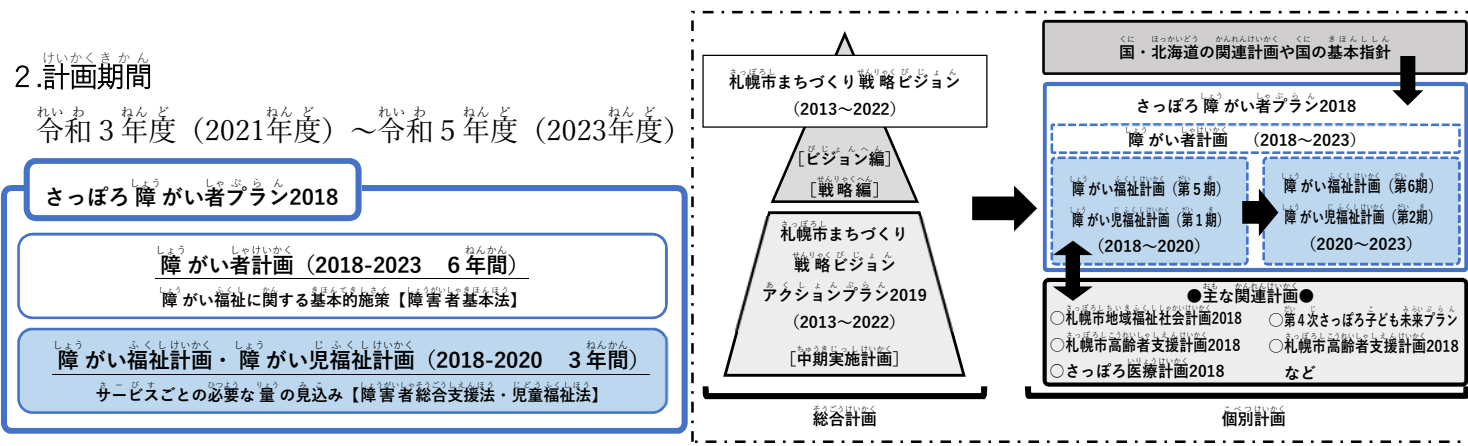 2.計画期間
令和3年度（2021年度）～令和5年度（2023年度）
さっぽろ障がい者プラン2018
障がい者計画（2018-2023　6年間）
障がい福祉に関する基本的施策【障害者基本法】
障がい福祉計画・障がい児福祉計画（2018-2020　3年間）
サービスごとの必要な量の見込み【障害者総合支援法・児童福祉法】
札幌市まちづくり戦略ビジョン
（2013～2022）
［ビジョン編］
［戦略編］
札幌市まちづくり
戦略ビジョン
アクションプラン2019
（2013～2022）
［中期実施計画］
総合計画
国・北海道の関連計画や国の基本指針
さっぽろ障がい者プラン2018
障がい者計画　（2018～2023）
障がい福祉計画（第5期）
障がい児福祉計画（第1期）
（2018～2020）
障がい福祉計画（第6期）
障がい児福祉計画（第2期）
（2020～2023）
●主な関連計画●
○札幌市地域福祉社会計画2018
○札幌市高齢者支援計画2018
○さっぽろ医療計画2018
○第4次さっぽろ子ども未来プラン
○札幌市高齢者支援計画2018
など
個別計画